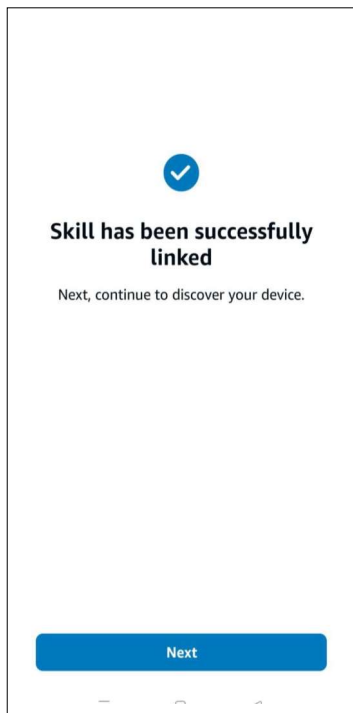 Skill has been successfully
linked
Next, continue to discover your device.
Next